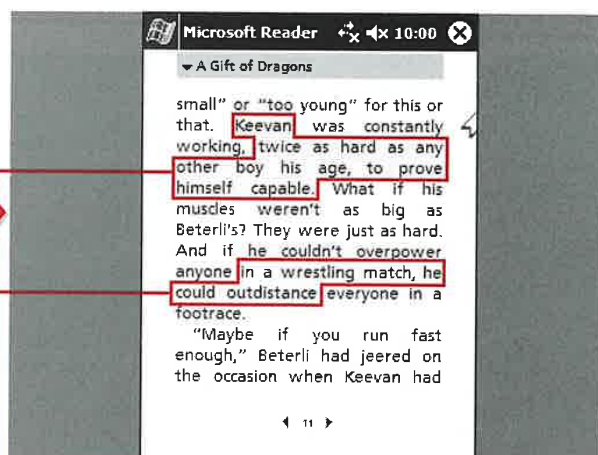 Microsoft Reader 10:00
A Gift of Dragons
small" or "too young" for this or
that. Keevan was constantly
working, twice as hard as any
other boy his age, to prove
himself capable. What if his
muscles weren't as big as
Beterli's? They were just as hard.
And if he couldn't overpower
anyone in a wrestling match, he
could outdistance everyone in a
footrace.
"Maybe if you run fast
enough," Beterli had jeered on
the occasion when Keevan had
11